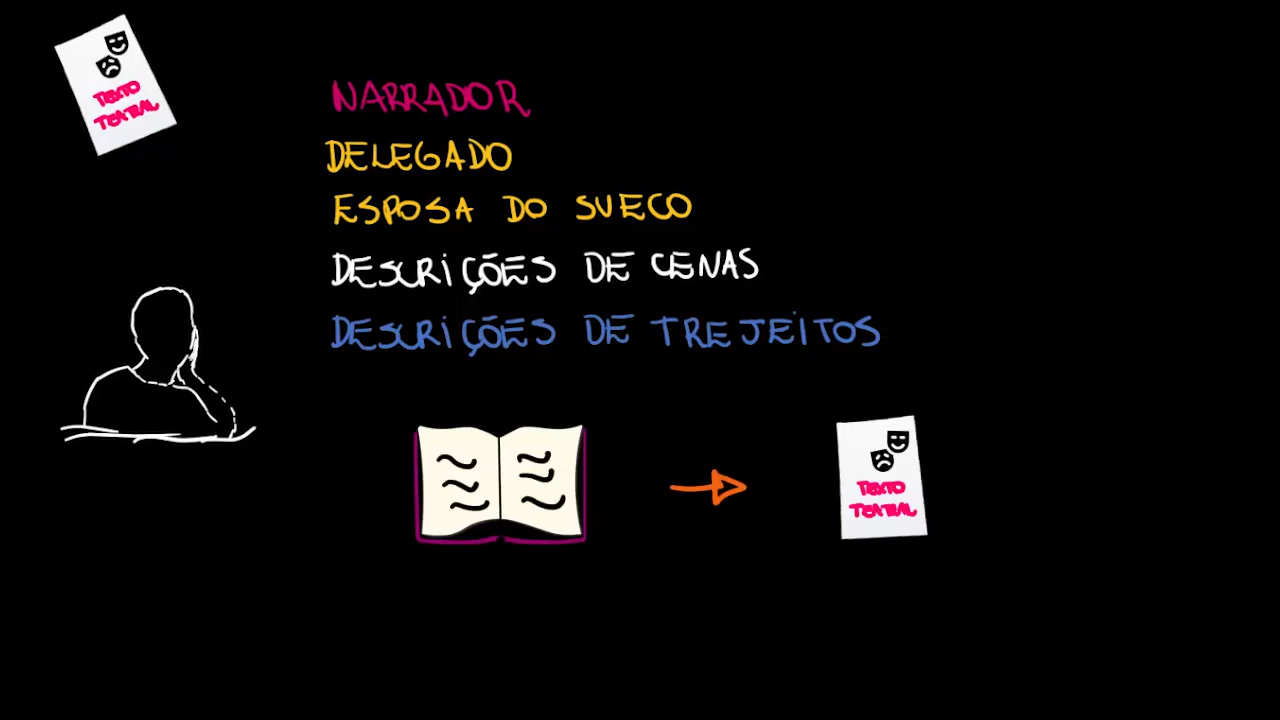 TEXTO
TEATRAL
NARRADOR
DELEGADO
ESPOSA DO SUECO
DESCRIÇÕES DE CENAS
DESCRIÇÕES DE TREJEITOS
TEXTO
TEATRAL